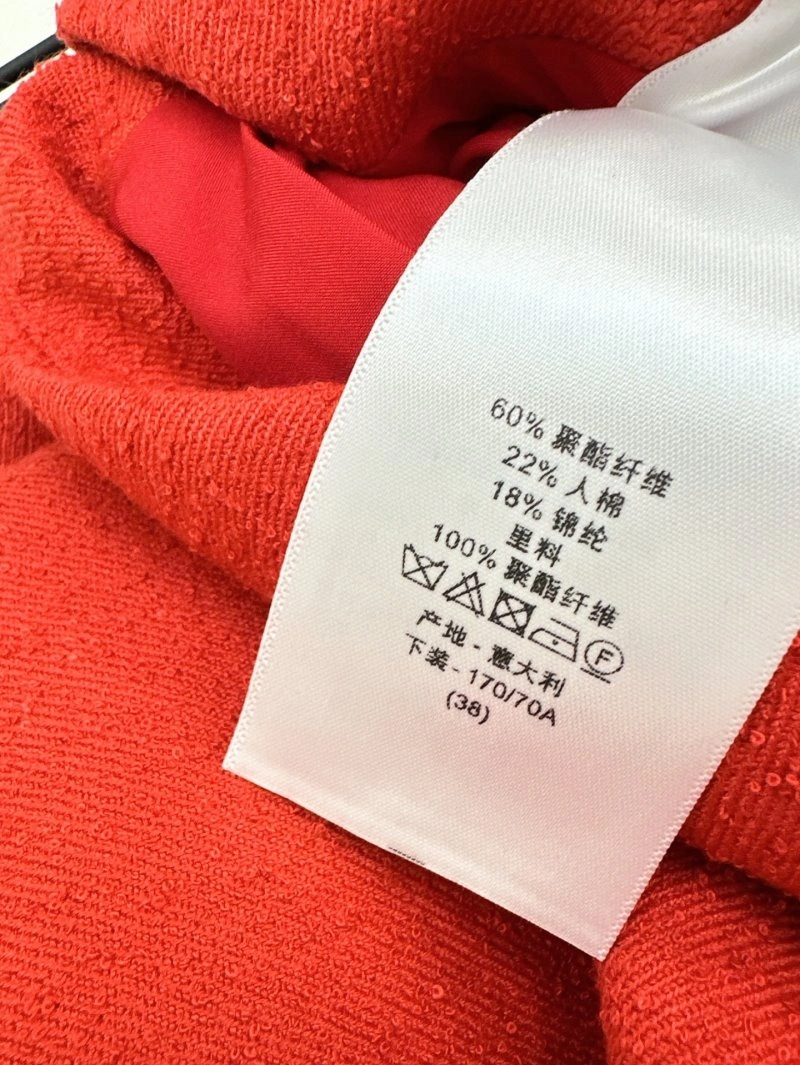 60% 聚酯纤维
22% 人棉
18% 锦纶
里料
100% 聚酯纤维
F
产地 - 意大利
下装 - 170/70A
(38)